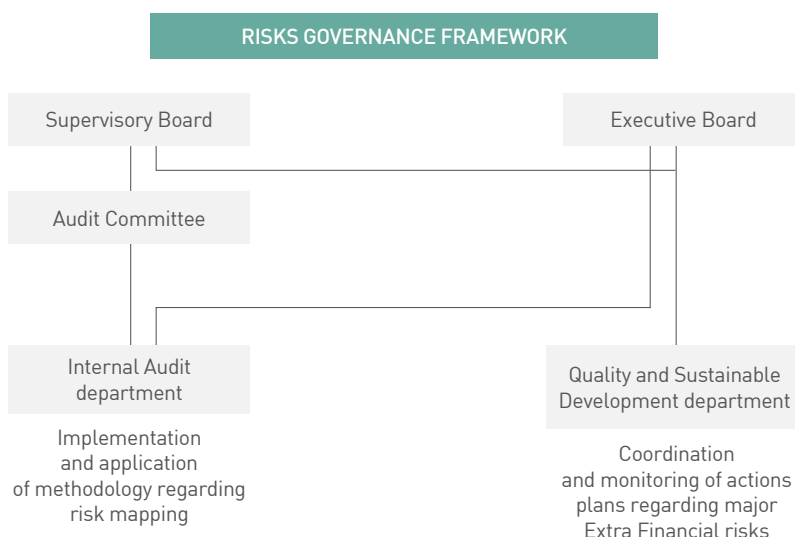 RISKS GOVERNANCE FRAMEWORK
Supervisory Board
Executive Board
Audit Committee
Internal Audit
department
Implementation
and application
of methodology regarding
risk mapping
Quality and Sustainable
Development department
Coordination
and monitoring of actions
plans regarding major
Extra Financial risks